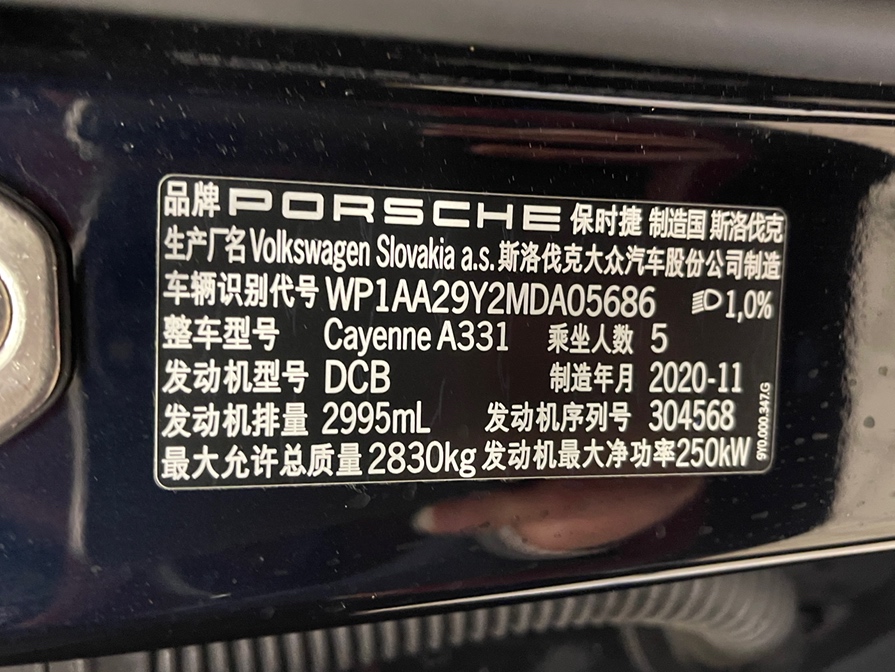 品牌 PORSCHE 保时捷 制造国 斯洛伐克
生产厂名 Volkswagen Slovakia a.s. 斯洛伐克大众汽车股份公司制造
车辆识别代号 WP1AA29Y2MDA05686 1,0%
整车型号 Cayenne A331 乘坐人数 5
发动机型号 DCB 制造年月 2020-11
发动机排量 2995mL 发动机序列号 304568
最大允许总质量 2830kg 发动机最大净功率 250kW
9Y0.000.347.G